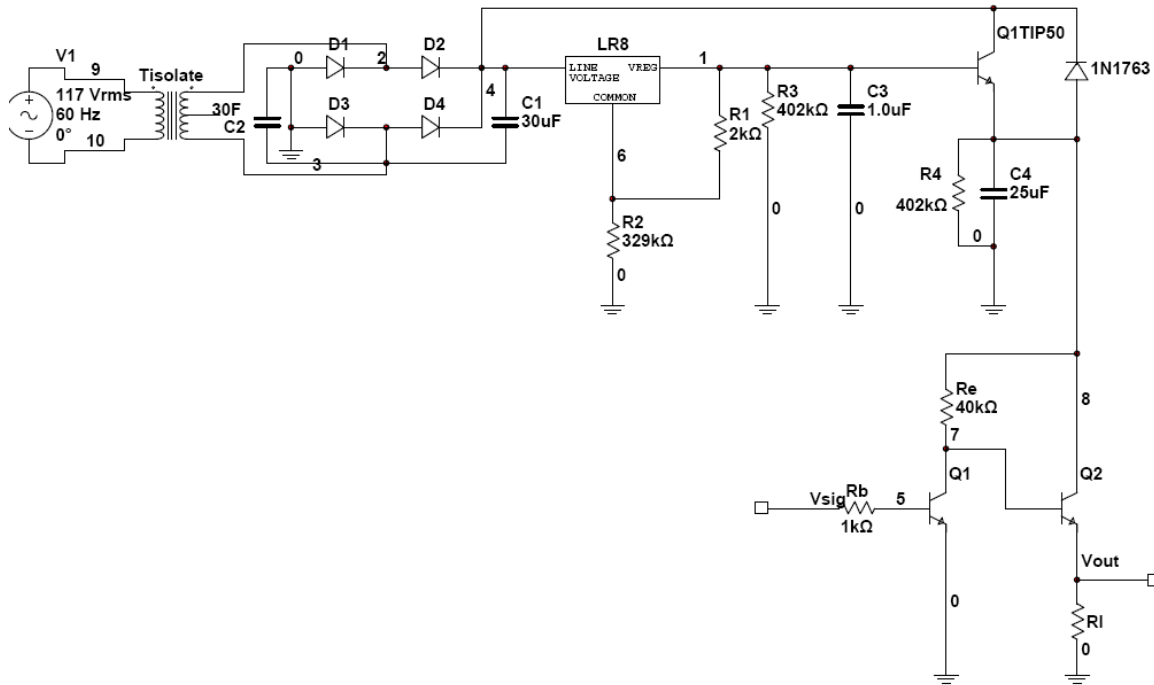 V1
9
117 Vrms
60 Hz
0°
10
Tisolate
30F
C2
0
D1
2
D2
D3
D4
3
4
C1
30uF
LR8
LINE
VOLTAGE
VREG
COMMON
1
6
R1
2kΩ
R2
329kΩ
0
R3
402kΩ
0
C3
1.0uF
0
Q1TIP50
1N1763
R4
402kΩ
C4
25uF
0
Re
40kΩ
7
8
Q1
Q2
Vsig
Rb
5
1kΩ
0
Vout
Rl
0